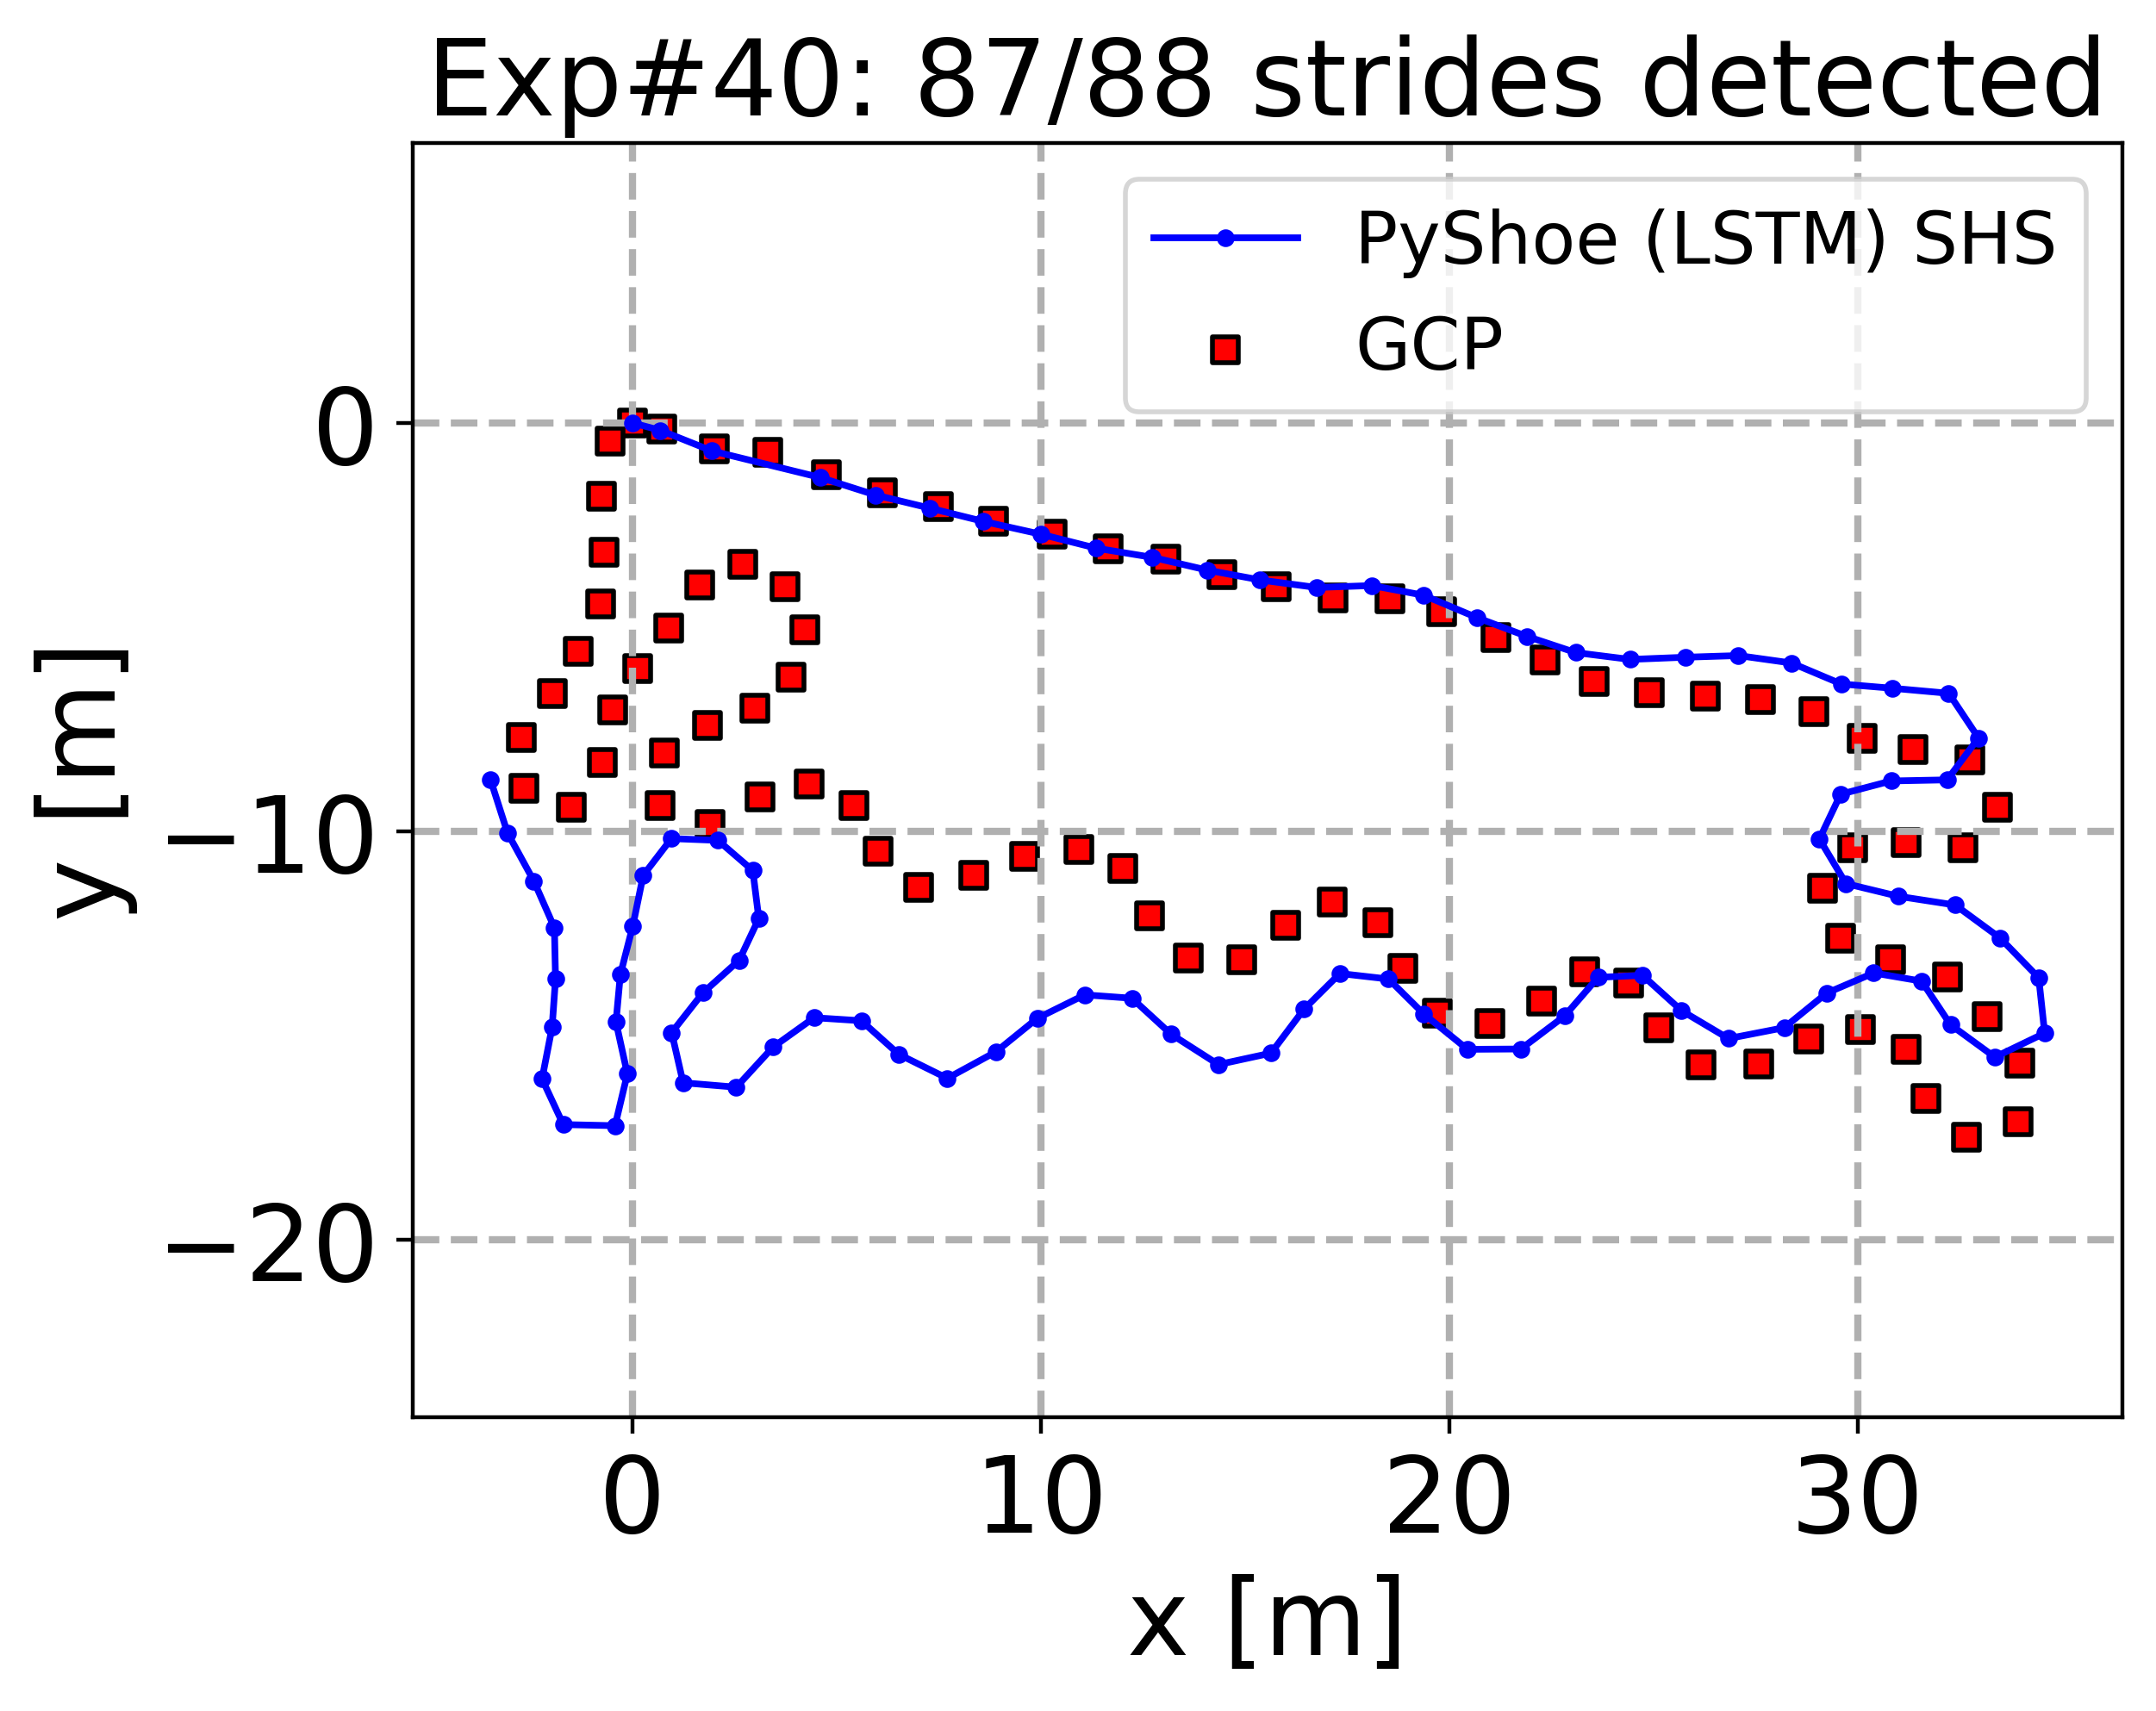 Exp#40: 87/88 strides detected
PyShoe (LSTM) SHS
GCP
y [m]
0
−10
−20
0 10 20 30
x [m]